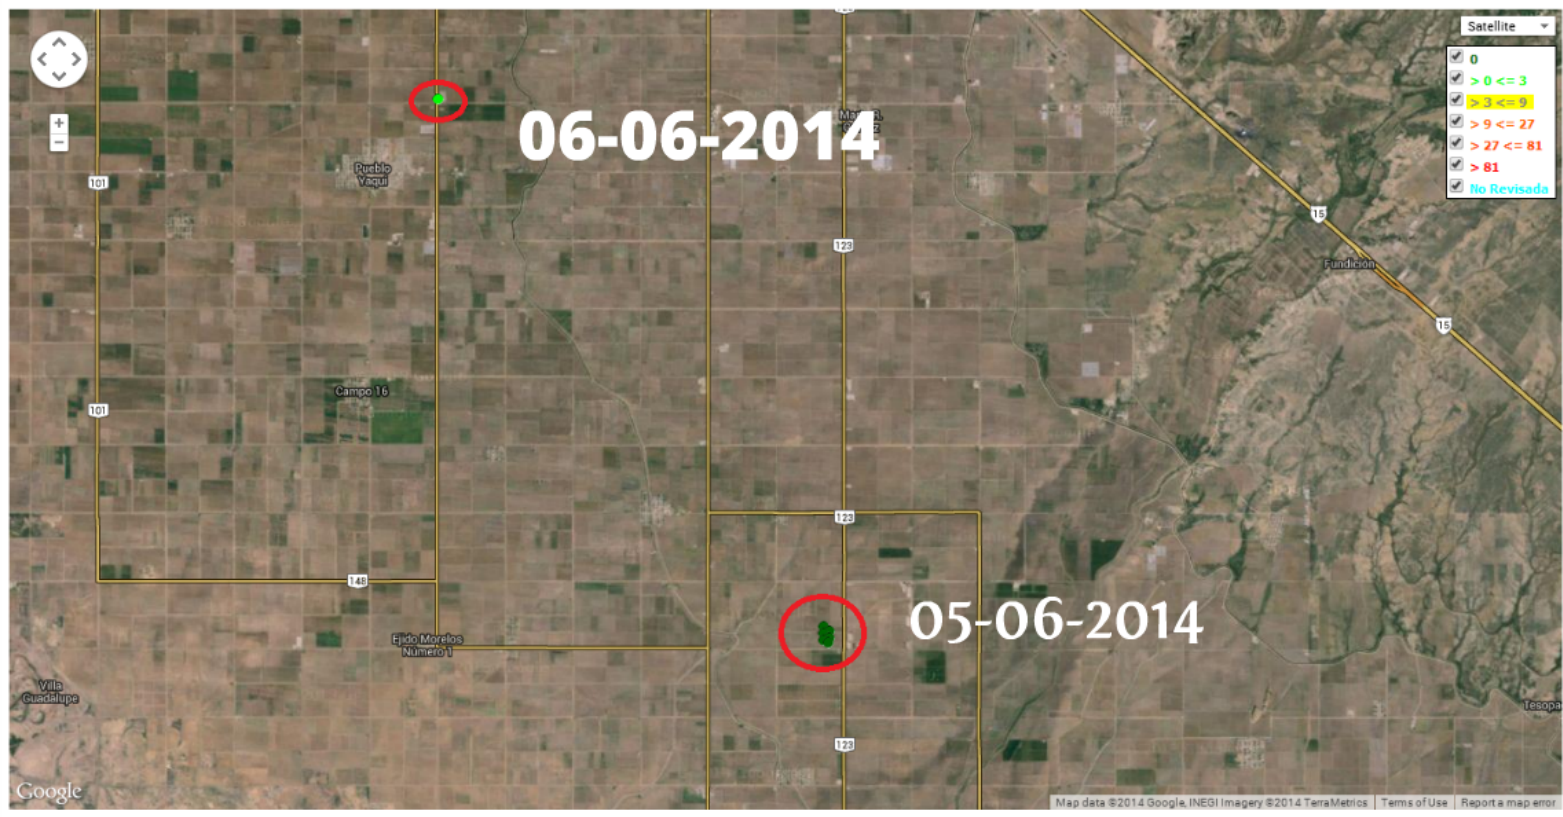 Satellite
0
> 0 <= 3
> 3 <= 9
> 9 <= 27
> 27 <= 81
> 81
No Revisada
+
−
06-06-2014
Pueblo
Yaqui
101
15
123
Fundición
15
Campo 16
101
123
148
05-06-2014
Ejido Morelos
Número 1
Villa
Guadalupe
Tesopa
123
Google
Map data ©2014 Google, INEGI Imagery ©2014 TerraMetrics
Terms of Use
Report a map error